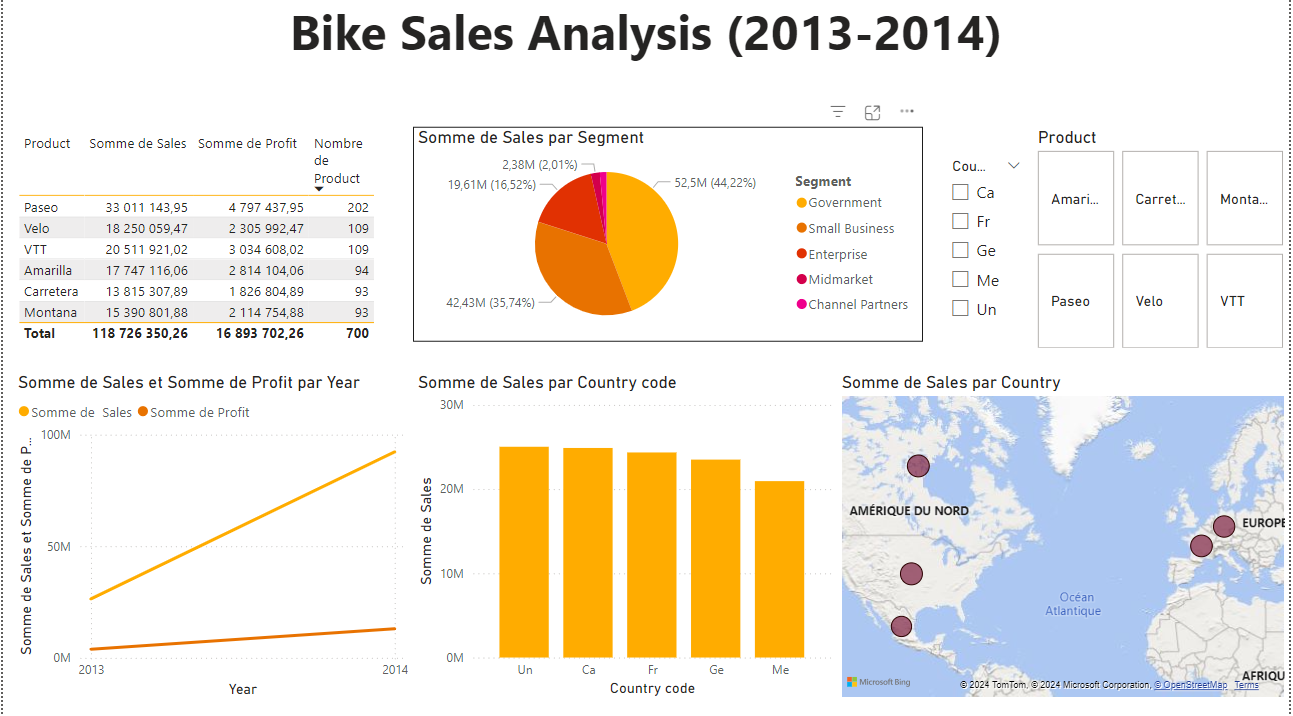 Bike Sales Analysis (2013-2014)
Product Somme de Sales Somme de Profit Nombre de Product
Paseo 33 011 143,95 4 797 437,95 202
Velo 18 250 059,47 2 305 992,47 109
VTT 20 511 921,02 3 034 608,02 109
Amarilla 17 747 116,06 2 814 104,06 94
Carretera 13 815 307,89 1 826 804,89 93
Montana 15 390 801,88 2 114 754,88 93
Total 118 726 350,26 16 893 702,26 700
Somme de Sales par Segment
2,38M (2,01%)
19,61M (16,52%)
52,5M (44,22%)
42,43M (35,74%)
Segment
Government
Small Business
Enterprise
Midmarket
Channel Partners
Cou...
Ca
Fr
Ge
Me
Un
Product
Amari...
Carret...
Monta...
Paseo
Velo
VTT
Somme de Sales et Somme de Profit par Year
Somme de Sales Somme de Profit
Somme de Sales et Somme de P...
100M
50M
0M
2013 2014
Year
Somme de Sales par Country code
Somme de Sales
30M
20M
10M
0M
Un Ca Fr Ge Me
Country code
Somme de Sales par Country
AMÉRIQUE DU NORD
EUROPE
Océan
Atlantique
AFRIQU
Microsoft Bing
© 2024 TomTom, © 2024 Microsoft Corporation, © OpenStreetMap Terms